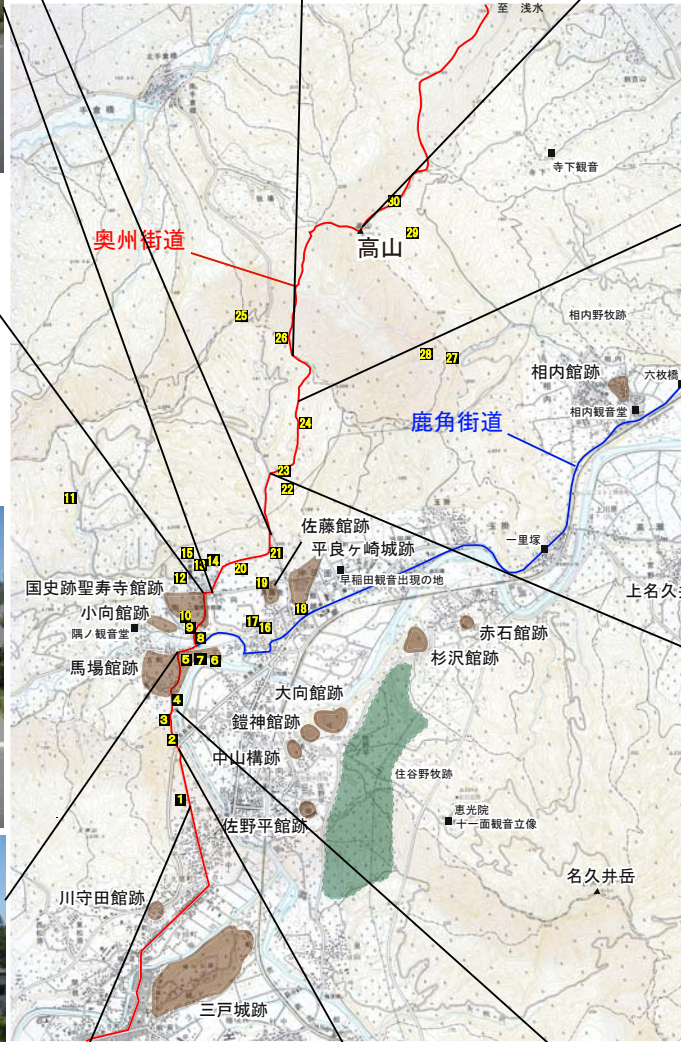 至　浅水
寺下観音
30
29
高山
奥州街道
25
26
相内野牧跡
28
27
相内館跡
六枚橋
相内観音堂
鹿角街道
24
23
22
11
佐藤館跡
平良ヶ崎城跡
一里塚
15
13
14
21
20
早稲田観音出現の地
12
19
国史跡聖寿寺館跡
上名久
小向館跡
18
10
17
16
隅ノ観音堂
9
8
赤石館跡
杉沢館跡
馬場館跡
5
7
6
大向館跡
4
3
鎧神館跡
2
中山構跡
住谷野牧跡
1
恵光院
十一面観音立像
佐野平館跡
名久井岳
川守田館跡
三戸城跡